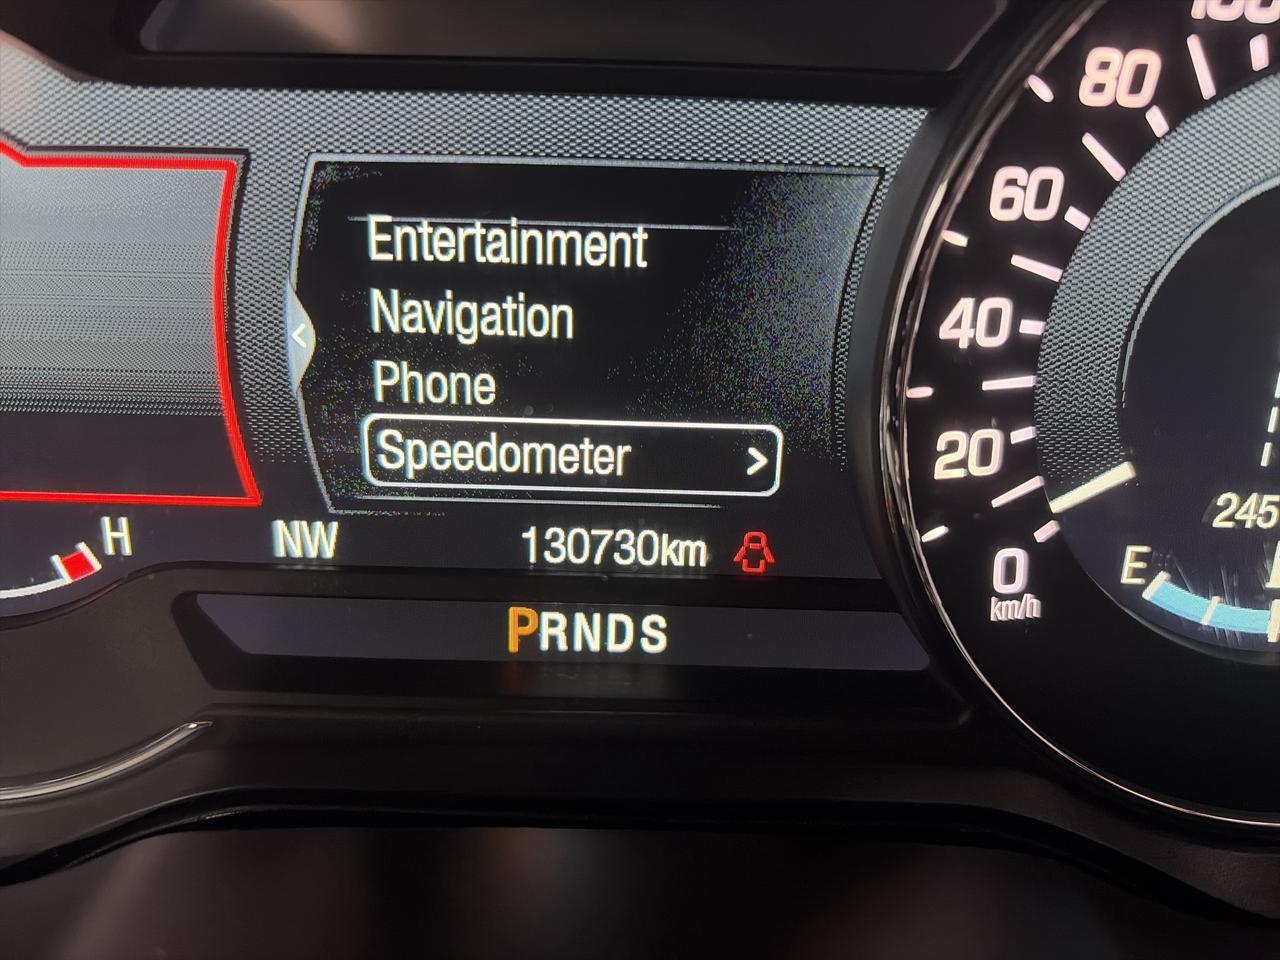 Entertainment
Navigation
Phone
Speedometer >
<
H
NW
130730km
PRNDS
80
60
40
20
0
km/h
245
E